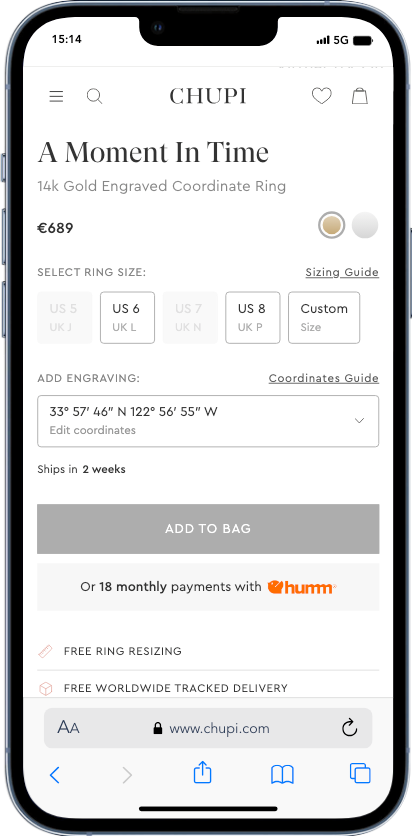 15:14 5G
CHUPI
A Moment In Time
14k Gold Engraved Coordinate Ring
€689
SELECT RING SIZE: Sizing Guide
US 5 US 6 US 7 US 8 Custom
UK J UK L UK N UK P Size
ADD ENGRAVING: Coordinates Guide
33° 57′ 46″ N 122° 56′ 55″ W
Edit coordinates
Ships in 2 weeks
ADD TO BAG
Or 18 monthly payments with humm
FREE RING RESIZING
FREE WORLDWIDE TRACKED DELIVERY
AA www.chupi.com